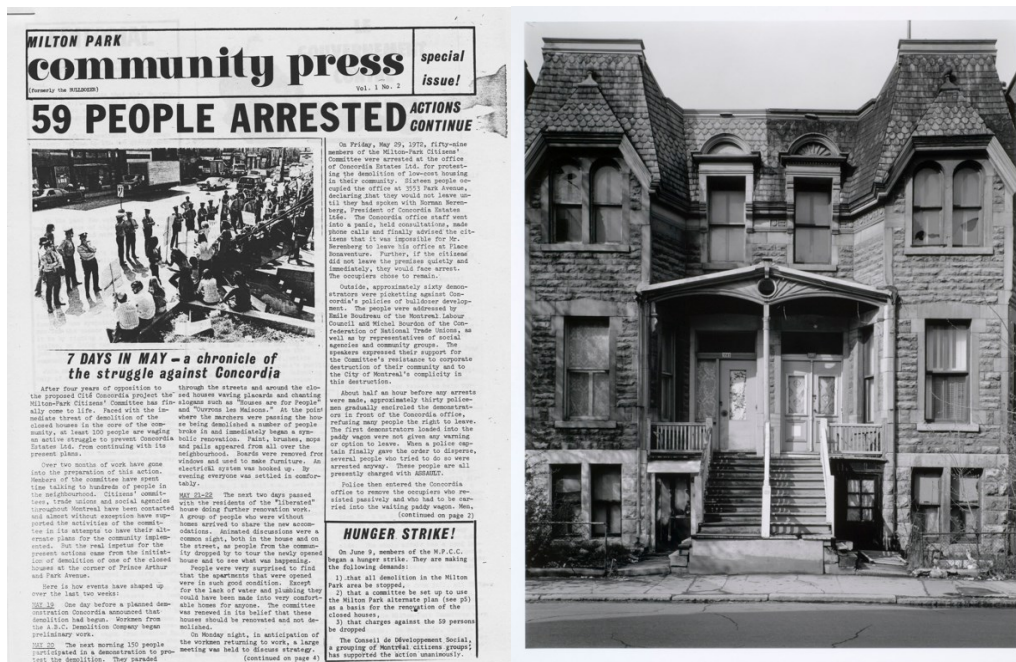 MILTON PARK
community press
(formerly the BULLDOZER)
Vol. 1 No. 2
special
issue!
59 PEOPLE ARRESTED
ACTIONS
CONTINUE
On Friday, May 29, 1972, fifty-nine
members of the Milton-Park Citizens'
Committee were arrested at the office
of Concordia Estates Ltd. for protest-
ing the demolition of low-cost housing
in their community. Sixteen people oc-
cupied the office at 3553 Park Avenue,
declaring that they would not leave un-
til they had spoken with Norman Neren-
berg, President of Concordia Estates
Ltée. The Concordia office staff went
into a panic, held consultations, made
phone calls and finally advised the cit-
izens that it was impossible for Mr.
Nerenberg to leave his office at Place
Bonaventure. Further, if the citizens
did not leave the premises quietly and
immediately, they would face arrest.
The occupiers chose to remain.
Outside, approximately sixty demon-
strators were picketting against Con-
cordia's policies of bulldozer develop-
ment. The people were addressed by
Emile Boudreau of the Montreal Labour
Council and Michel Bourdon of the Con-
federation of National Trade Unions, as
well as by representatives of social
agencies and community groups. The
speakers expressed their support for
the Committee's resistance to corporate
destruction of their community and to
the City of Montreal's complicity in
this destruction.
About half an hour before any arrests
were made, approximately thirty police-
men gradually encircled the demonstrat-
ors in front of the Concordia office,
refusing many people the right to leave.
The first demonstrators loaded into the
paddy wagon were not given any warning
or option to leave. When a police cap-
tain finally gave the order to disperse,
several people who tried to do so were
arrested anyway. These people are all
presently charged with ASSAULT.
Police then entered the Concordia
office to remove the occupiers who re-
sisted passively and who had to be car-
ried into the waiting paddy wagon. Men,
(continued on page 2)
7 DAYS IN MAY – a chronicle of
the struggle against Concordia
After four years of opposition to
the proposed Cité Concordia project the
Milton-Park Citizens' Committee has fin-
ally come to life. Faced with the im-
mediate threat of demolition of the
closed houses in the core of the com-
munity, at least 100 people are waging
an active struggle to prevent Concordia
Estates Ltd. from continuing with its
present plans.
Over two months of work have gone
into the preparation of this action.
Members of the committee have spent
time talking to hundreds of people in
the neighbourhood. Citizens' commit-
tees, trade unions and social agencies
throughout Montreal have been contacted
and almost without exception have sup-
ported the activities of the commit-
tee in its attempts to have their alt-
ernate plans for the community implem-
ented. But the real impetus for the
present actions came from the initiat-
ion of demolition of one of the closed
houses at the corner of Prince Arthur
and Park Avenue.
Here is how events have shaped up
over the last two weeks:
MAY 19 One day before a planned dem-
onstration Concordia announced that
demolition had begun. Workmen from
the A.B.C. Demolition Company began
preliminary work.
MAY 20 The next morning 150 people
participated in a demonstration to pro-
test the demolition. They paraded
through the streets and around the clo-
sed houses waving placards and chanting
slogans such as "Houses are for People"
and "Ouvrons les Maisons." At the point
where the marchers were passing the hou-
se being demolished a number of people
broke in and immediately began a sym-
bolic renovation. Paint, brushes, mops
and pails appeared from all over the
neighbourhood. Boards were removed from
windows and used to make furniture. An
electrical system was hooked up. By
evening everyone was settled in comfor-
tably.
MAY 21-22 The next two days passed
with the residents of the "liberated"
house doing further renovation work.
A group of people who were without
homes arrived to share the new accom-
odations. Animated discussions were a
common sight, both in the house and on
the street, as people from the commun-
ity dropped by to tour the newly opened
house and to see what was happening.
People were very surprised to find
that the apartments that were opened
were in such good condition. Except
for the lack of water and plumbing they
could have been made into very comfort-
able homes for anyone. The committee
was renewed in its belief that these
houses should be renovated and not de-
molished.
On Monday night, in anticipation of
the workmen returning to work, a large
meeting was held to discuss strategy.
(continued on page 4)
HUNGER STRIKE!
On June 9, members of the M.P.C.C.
began a hunger strike. They are making
the following demands:
1) that all demolition in the Milton
Park area be stopped,
2) that a committee be set up to use
the Milton Park alternate plan (see p5)
as a basis for the renovation of the
closed houses,
3) that charges against the 59 persons
be dropped
The Conseil de Développement Social,
a grouping of Montréal citizens groups,
has supported the action unanimously.